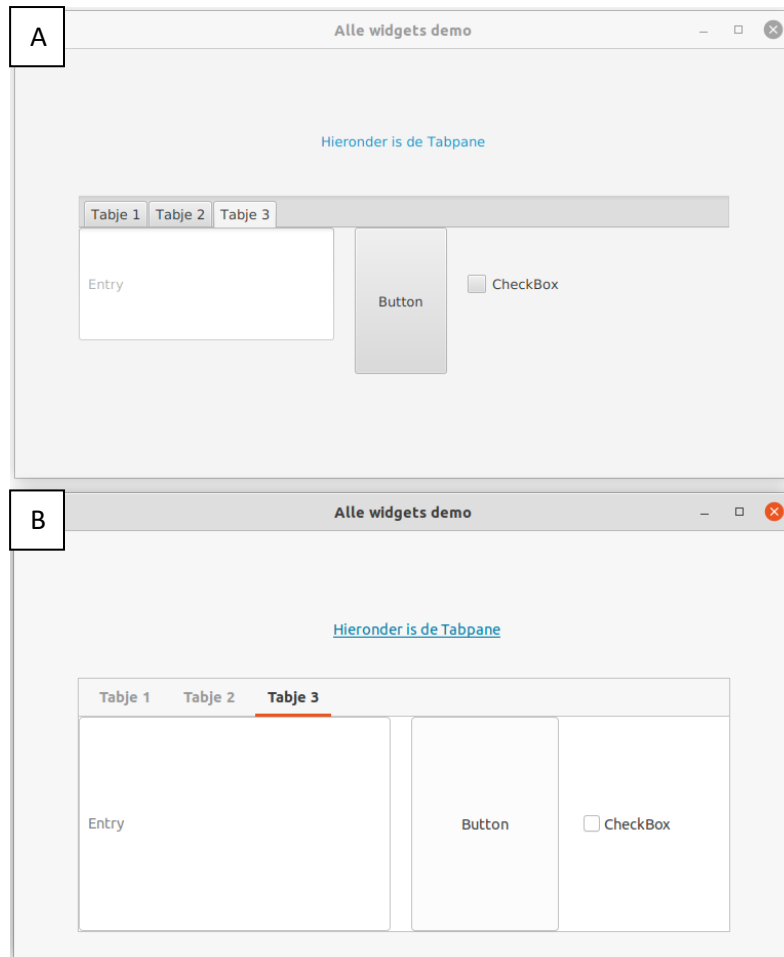 A
Alle widgets demo
Hieronder is de Tabpane
Tabje 1 Tabje 2 Tabje 3
Entry
Button
CheckBox
B
Alle widgets demo
Hieronder is de Tabpane
Tabje 1 Tabje 2 Tabje 3
Entry
Button
CheckBox